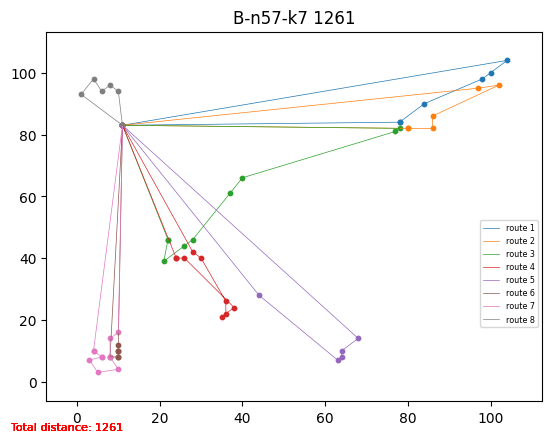 B-n57-k7 1261
100
80
60
40
20
0
route 1
route 2
route 3
route 4
route 5
route 6
route 7
route 8
0 20 40 60 80 100
Total distance: 1261